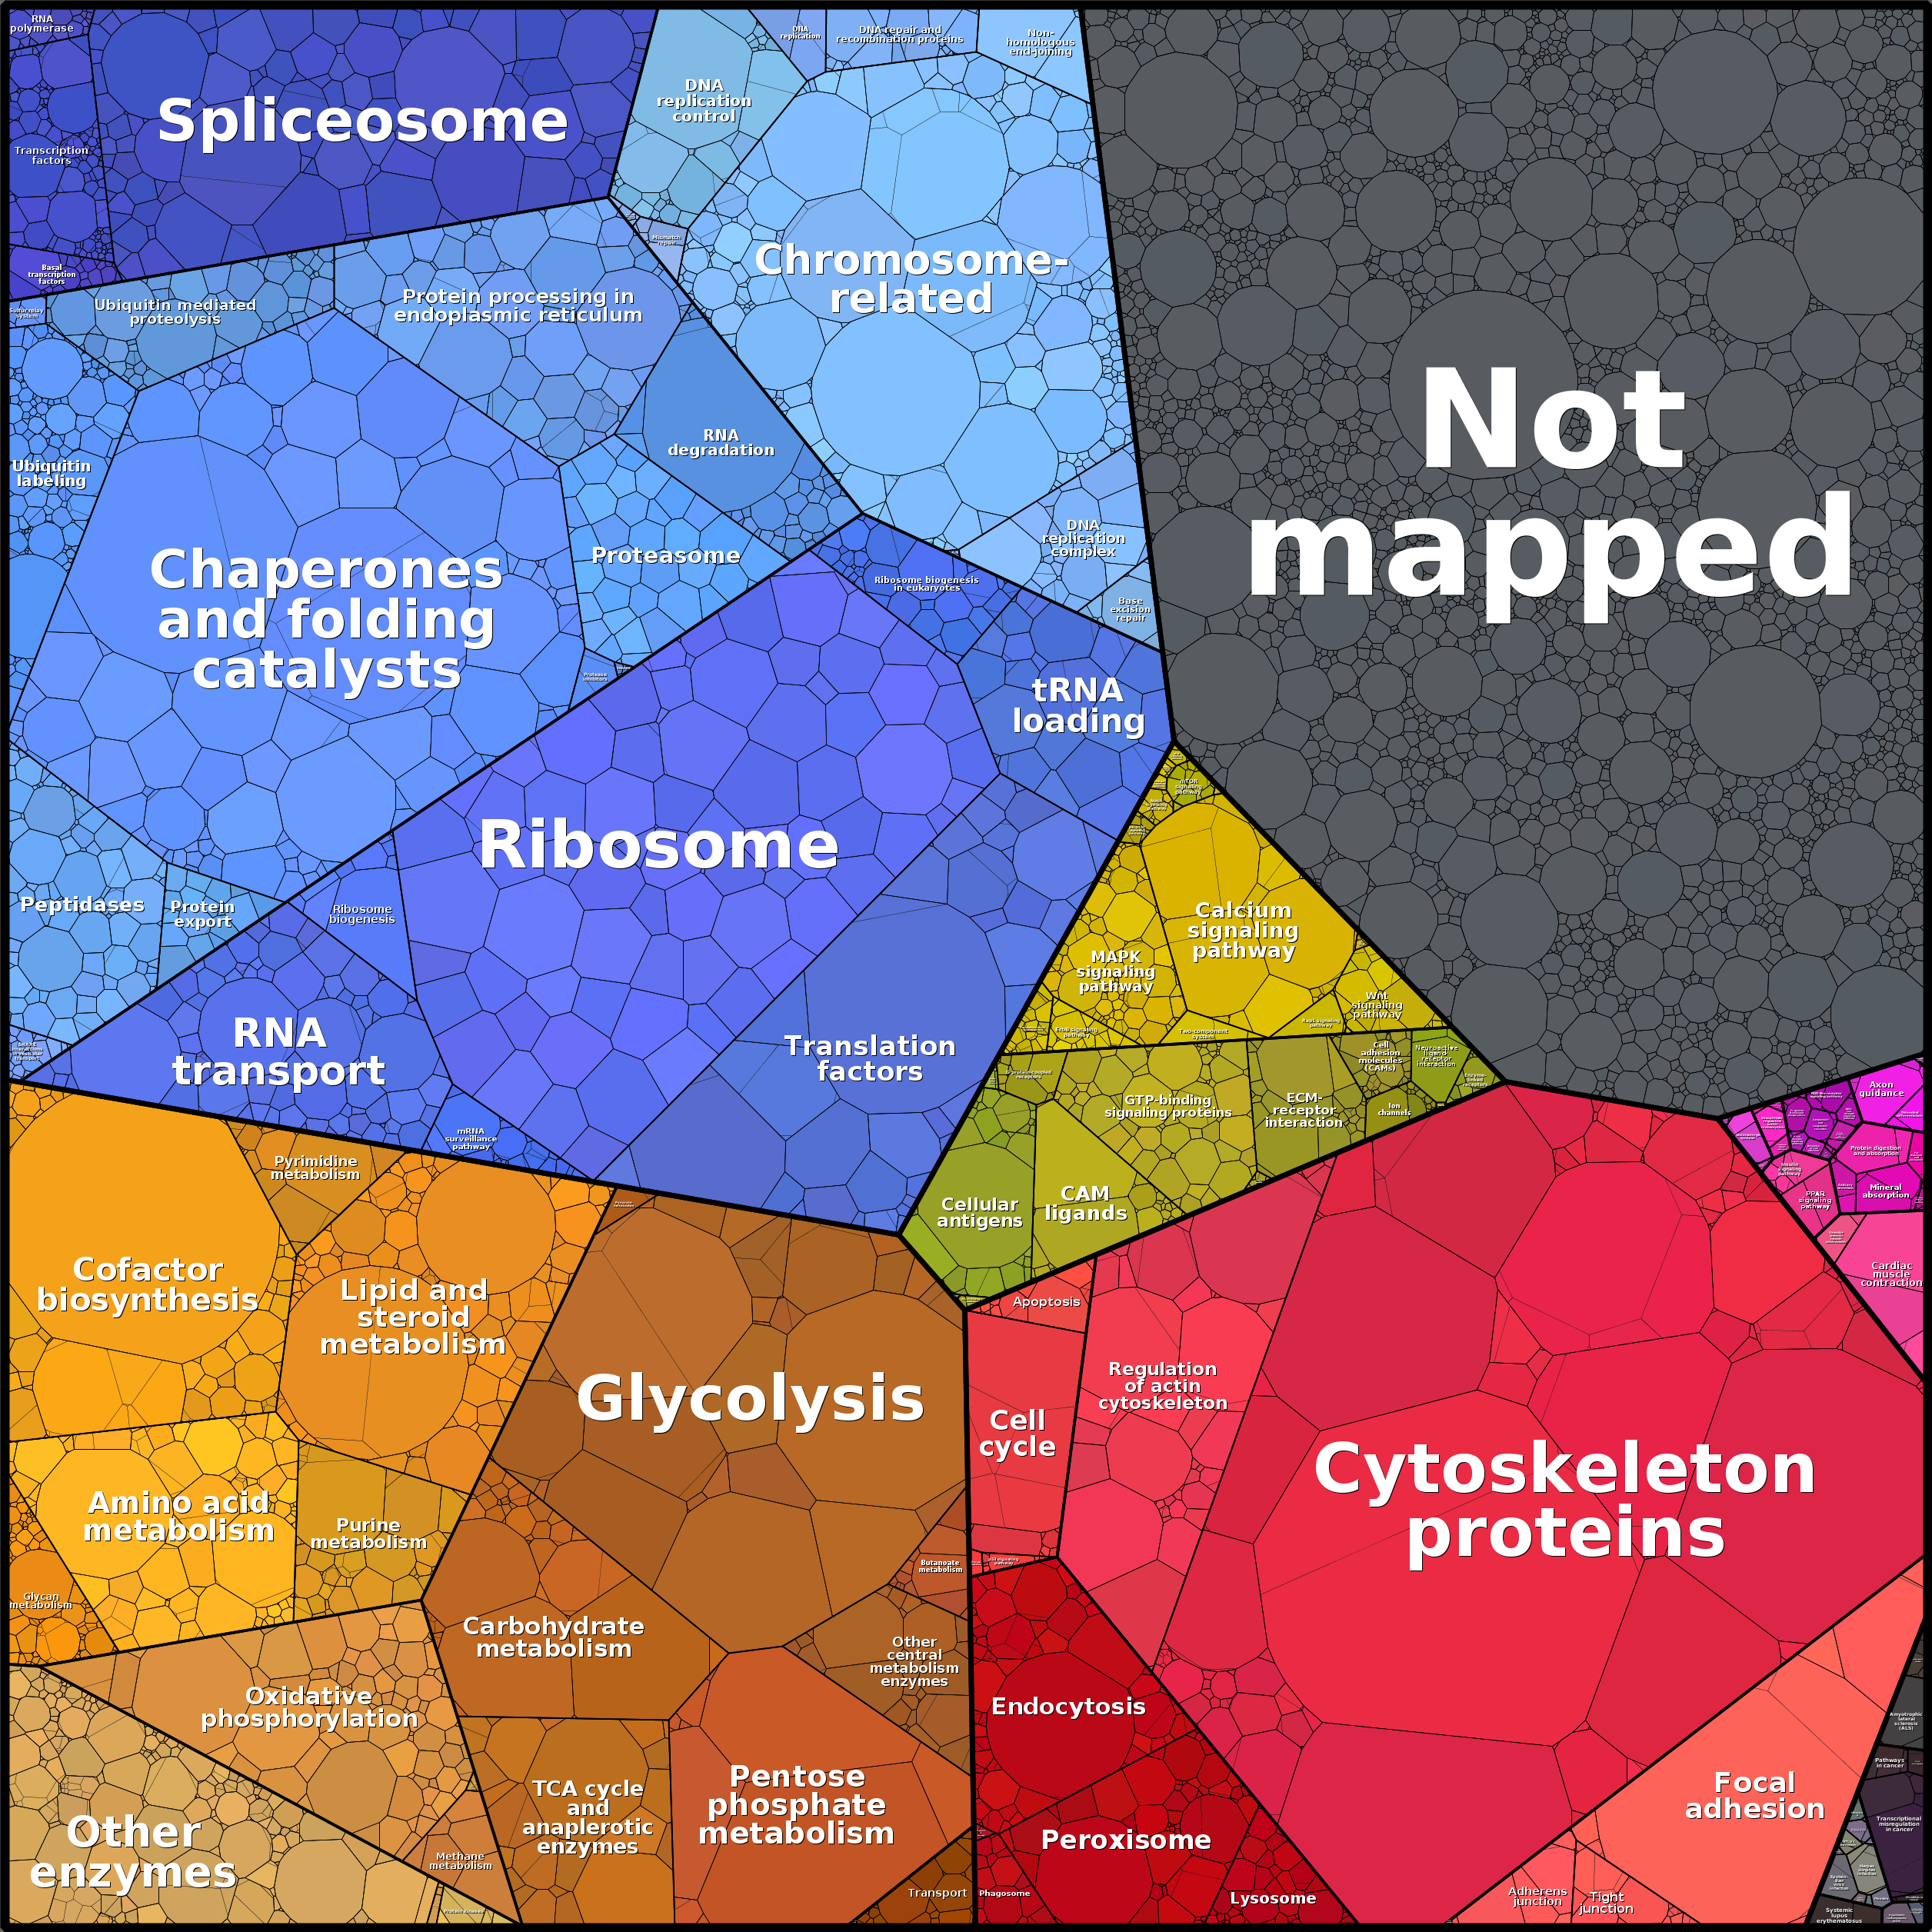 RNA
polymerase
Spliceosome
Transcription
factors
Basal
transcription
factors
DNA
replication
control
DNA
replication
DNA repair and
recombination proteins
Non-
homologous
end-joining
Chromosome-
related
Mismatch
repair
Not
mapped
Ubiquitin mediated
proteolysis
Protein processing in
endoplasmic reticulum
RNA
degradation
Ubiquitin
labeling
Chaperones
and folding
catalysts
Proteasome
DNA
replication
complex
Base
excision
repair
Ribosome biogenesis
in eukaryotes
tRNA
loading
Ribosome
Peptidases
Protein
export
Ribosome
biogenesis
RNA
transport
mRNA
surveillance
pathway
Translation
factors
MAPK
signaling
pathway
Calcium
signaling
pathway
Wnt
signaling
pathway
Two-component
system
GTP-binding
signaling proteins
ECM-
receptor
interaction
Cell
adhesion
molecules
(CAMs)
Neuroactive
ligand-
receptor
interaction
Ion
channels
Cellular
antigens
CAM
ligands
Axon
guidance
Protein digestion
and absorption
Mineral
absorption
PPAR
signaling
pathway
Cardiac
muscle
contraction
Cofactor
biosynthesis
Pyrimidine
metabolism
Lipid and
steroid
metabolism
Glycolysis
Amino acid
metabolism
Purine
metabolism
Glycan
metabolism
Carbohydrate
metabolism
Butanoate
metabolism
Other
central
metabolism
enzymes
Oxidative
phosphorylation
Other
enzymes
Methane
metabolism
TCA cycle
and
anaplerotic
enzymes
Pentose
phosphate
metabolism
Transport
Apoptosis
Cell
cycle
Regulation
of actin
cytoskeleton
Cytoskeleton
proteins
Endocytosis
Peroxisome
Phagosome
Lysosome
Focal
adhesion
Adherens
junction
Tight
junction
Amyotrophic
lateral
sclerosis
(ALS)
Pathways
in cancer
Transcriptional
misregulation
in cancer
Systemic
lupus
erythematosus